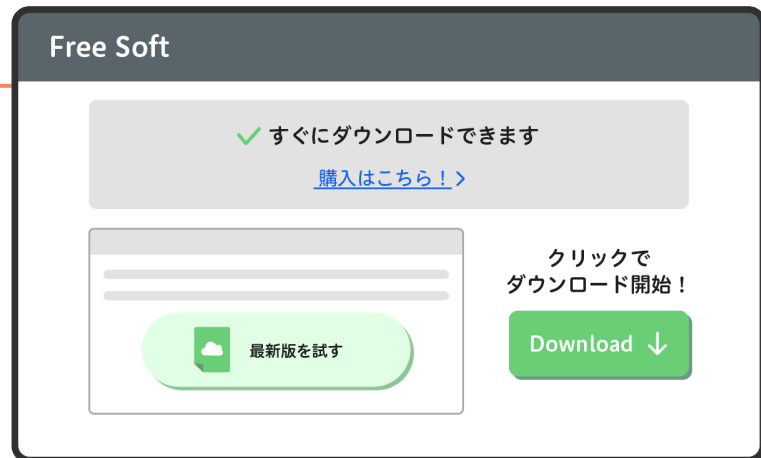 Free Soft
すぐにダウンロードできます
購入はこちら！
最新版を試す
クリックで
ダウンロード開始！
Download